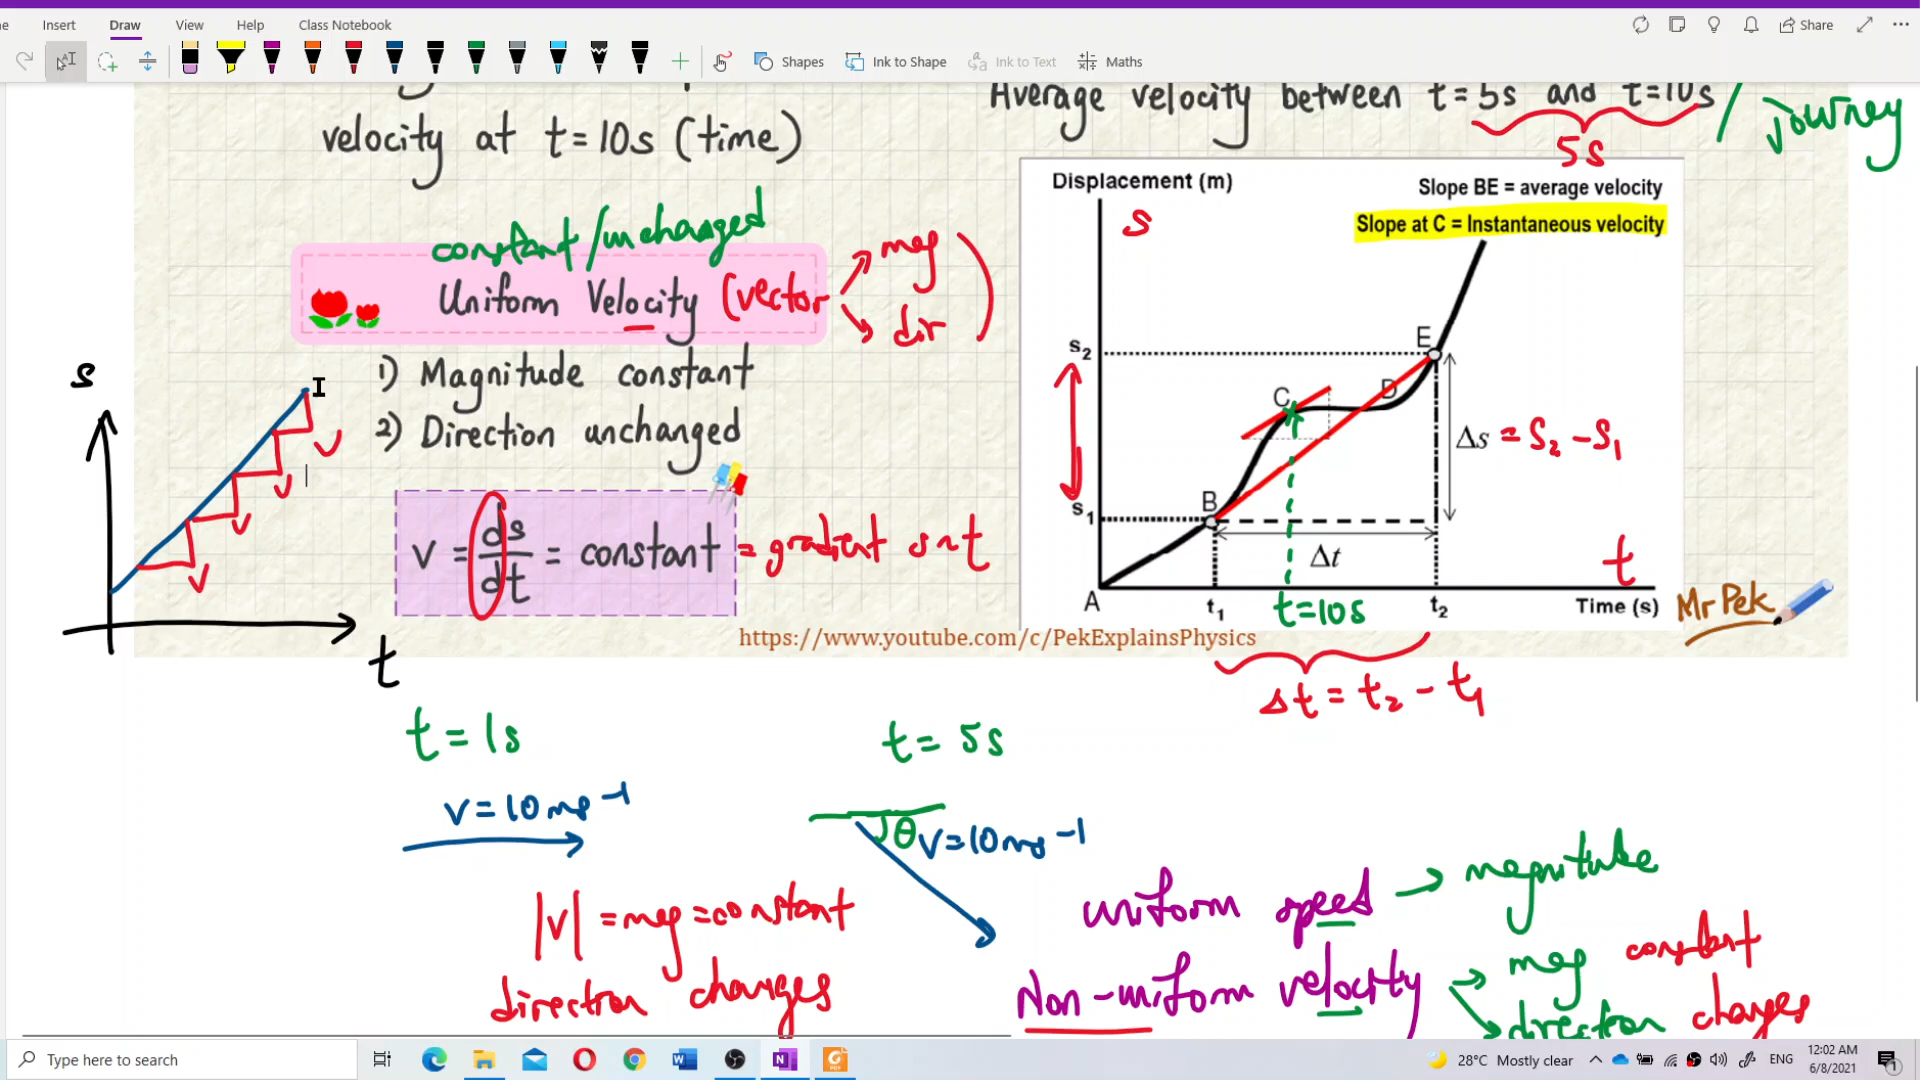 Insert Draw View Help Class Notebook
Share
Shapes Ink to Shape Ink to Text Maths
velocity at t=10s (time)
Average velocity between t=5s and t=10s /
Journey
5s
constant/unchanged
Uniform Velocity (vector
mag
dir
)
1) Magnitude constant
2) Direction unchanged
v = ds/dt = constant = gradient s-t
s
t
Displacement (m)
s
Slope BE = average velocity
Slope at C = Instantaneous velocity
s2
E
C
D
Δs = S2 - S1
B
s1
Δt
t
A
t1
t=10s
t2
Time (s)
Mr Pek
https://www.youtube.com/c/PekExplainsPhysics
Δt = t2 - t1
t = 1s
t = 5s
v = 10ms-1
θ
v=10ms-1
|v| = mag = constant
direction changes
uniform speed → magnitude
Non-uniform velocity → mag constant
direction changes
Type here to search
28°C Mostly clear
ENG
12:02 AM
6/8/2021